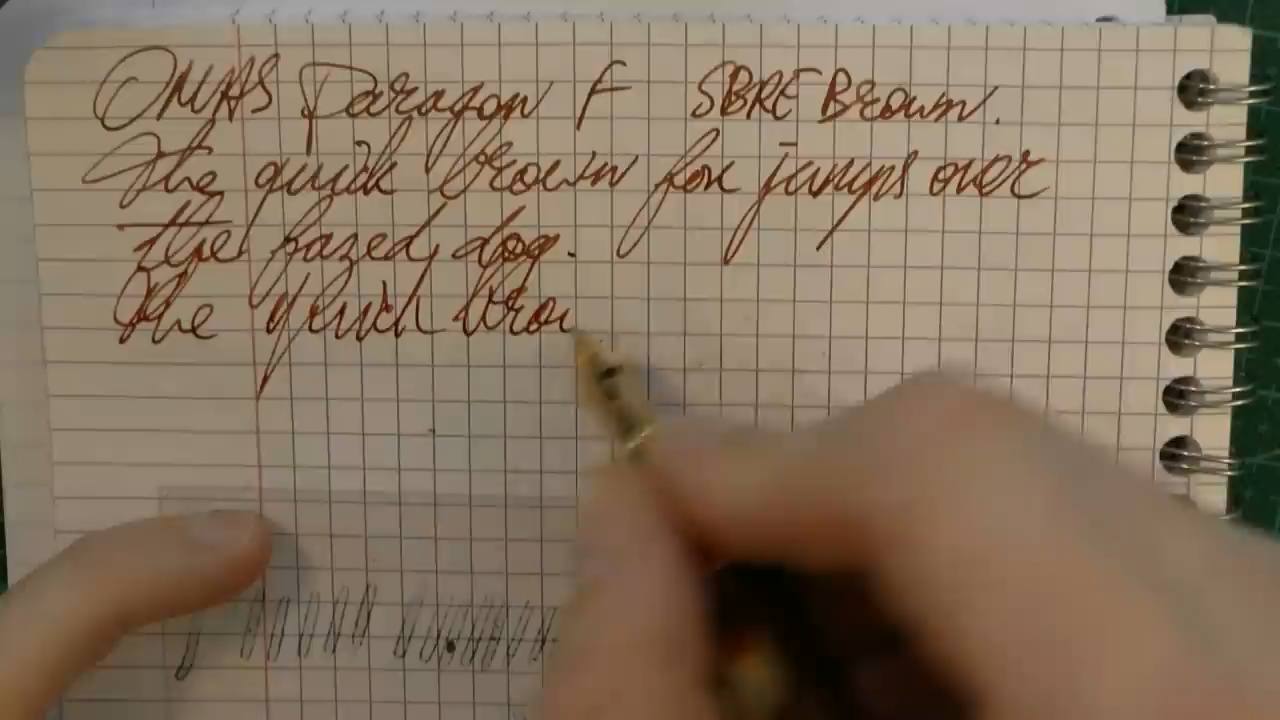 OMAS Paragon F SBRE Brown.
The quick brown fox jumps over
the lazed dog.
The quick brow